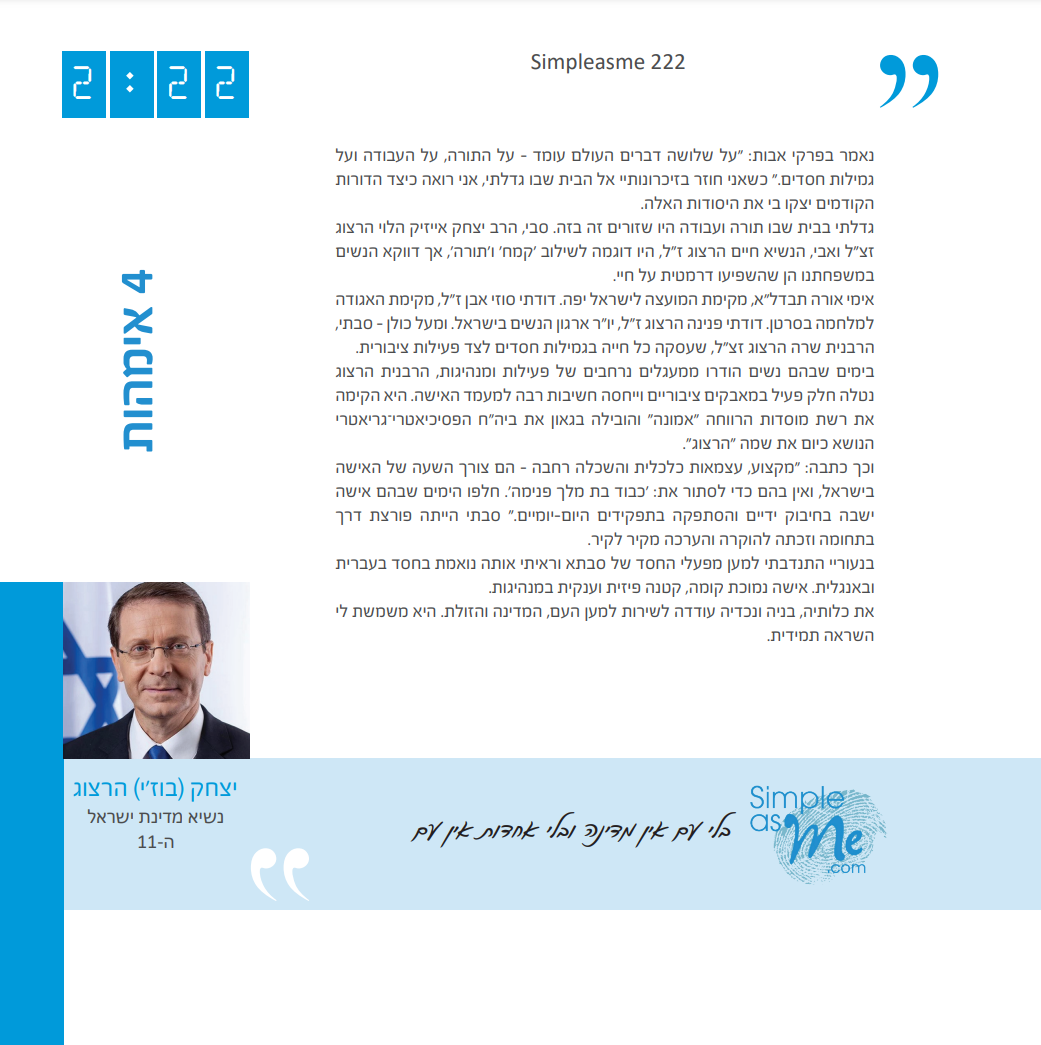 2:22
Simpleasme 222
”
4 אימהות
נאמר בפרקי אבות: "על שלושה דברים העולם עומד - על התורה, על העבודה ועל
גמילות חסדים." כשאני חוזר בזיכרונותיי אל הבית שבו גדלתי, אני רואה כיצד הדורות
הקודמים יצקו בי את היסודות האלה.
גדלתי בבית שבו תורה ועבודה היו שזורים זה בזה. סבי, הרב יצחק אייזיק הלוי הרצוג
זצ"ל ואבי, הנשיא חיים הרצוג ז"ל, היו דוגמה לשילוב 'קמח' ו'תורה', אך דווקא הנשים
במשפחתנו הן שהשפיעו דרמטית על חיי.
אימי אורה תבדל"א, מקימת המועצה לישראל יפה. דודתי סוזי אבן ז"ל, מקימת האגודה
למלחמה בסרטן. דודתי פנינה הרצוג ז"ל, יו"ר ארגון הנשים בישראל. ומעל כולן - סבתי,
הרבנית שרה הרצוג זצ"ל, שעסקה כל חייה בגמילות חסדים לצד פעילות ציבורית.
בימים שבהם נשים הודרו ממעגלים נרחבים של פעילות ומנהיגות, הרבנית הרצוג
נטלה חלק פעיל במאבקים ציבוריים וייחסה חשיבות רבה למעמד האישה. היא הקימה
את רשת מוסדות הרווחה "אמונה" והובילה בגאון את ביה"ח הפסיכיאטרי־גריאטרי
הנושא כיום את שמה "הרצוג".
וכך כתבה: "מקצוע, עצמאות כלכלית והשכלה רחבה - הם צורך השעה של האישה
בישראל, ואין בהם כדי לסתור את: 'כבוד בת מלך פנימה'. חלפו הימים שבהם אישה
ישבה בחיבוק ידיים והסתפקה בתפקידים היום-יומיים." סבתי הייתה פורצת דרך
בתחומה וזכתה להוקרה והערכה מקיר לקיר.
בנעוריי התנדבתי למען מפעלי החסד של סבתא וראיתי אותה נואמת בחסד בעברית
ובאנגלית. אישה נמוכת קומה, קטנה פיזית וענקית במנהיגות.
את כלותיה, בניה ונכדיה עודדה לשירות למען העם, המדינה והזולת. היא משמשת לי
השראה תמידית.
יצחק (בוז'י) הרצוג
נשיא מדינת ישראל
ה-11
בלי עם אין מדינה ובלי אחדות אין עם
Simple
as Me
.com